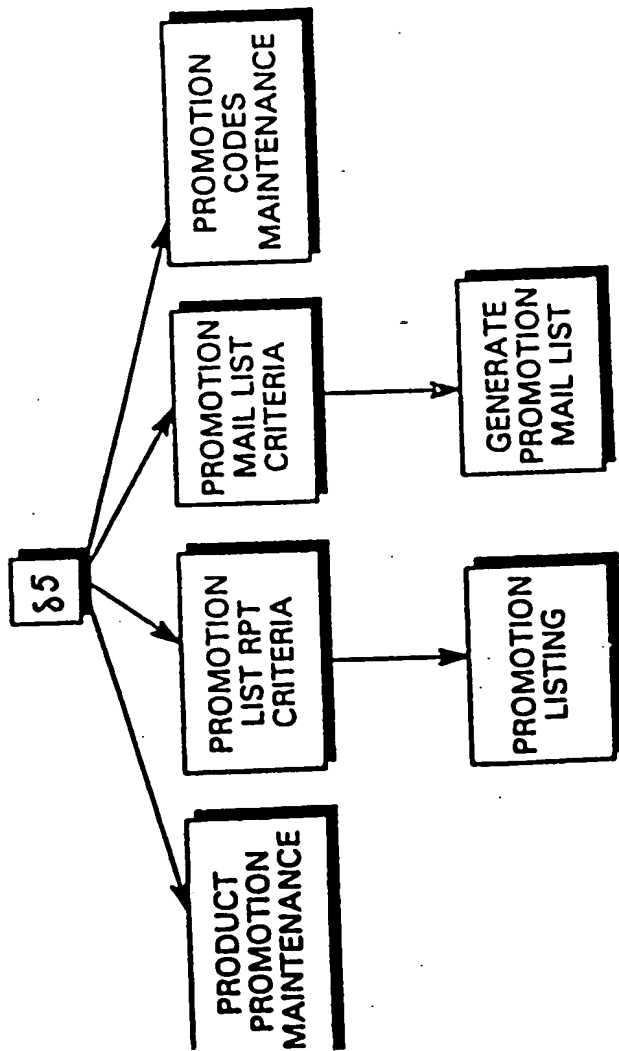 δ5
PRODUCT
PROMOTION
MAINTENANCE
PROMOTION
LIST RPT
CRITERIA
PROMOTION
MAIL LIST
CRITERIA
PROMOTION
CODES
MAINTENANCE
PROMOTION
LISTING
GENERATE
PROMOTION
MAIL LIST